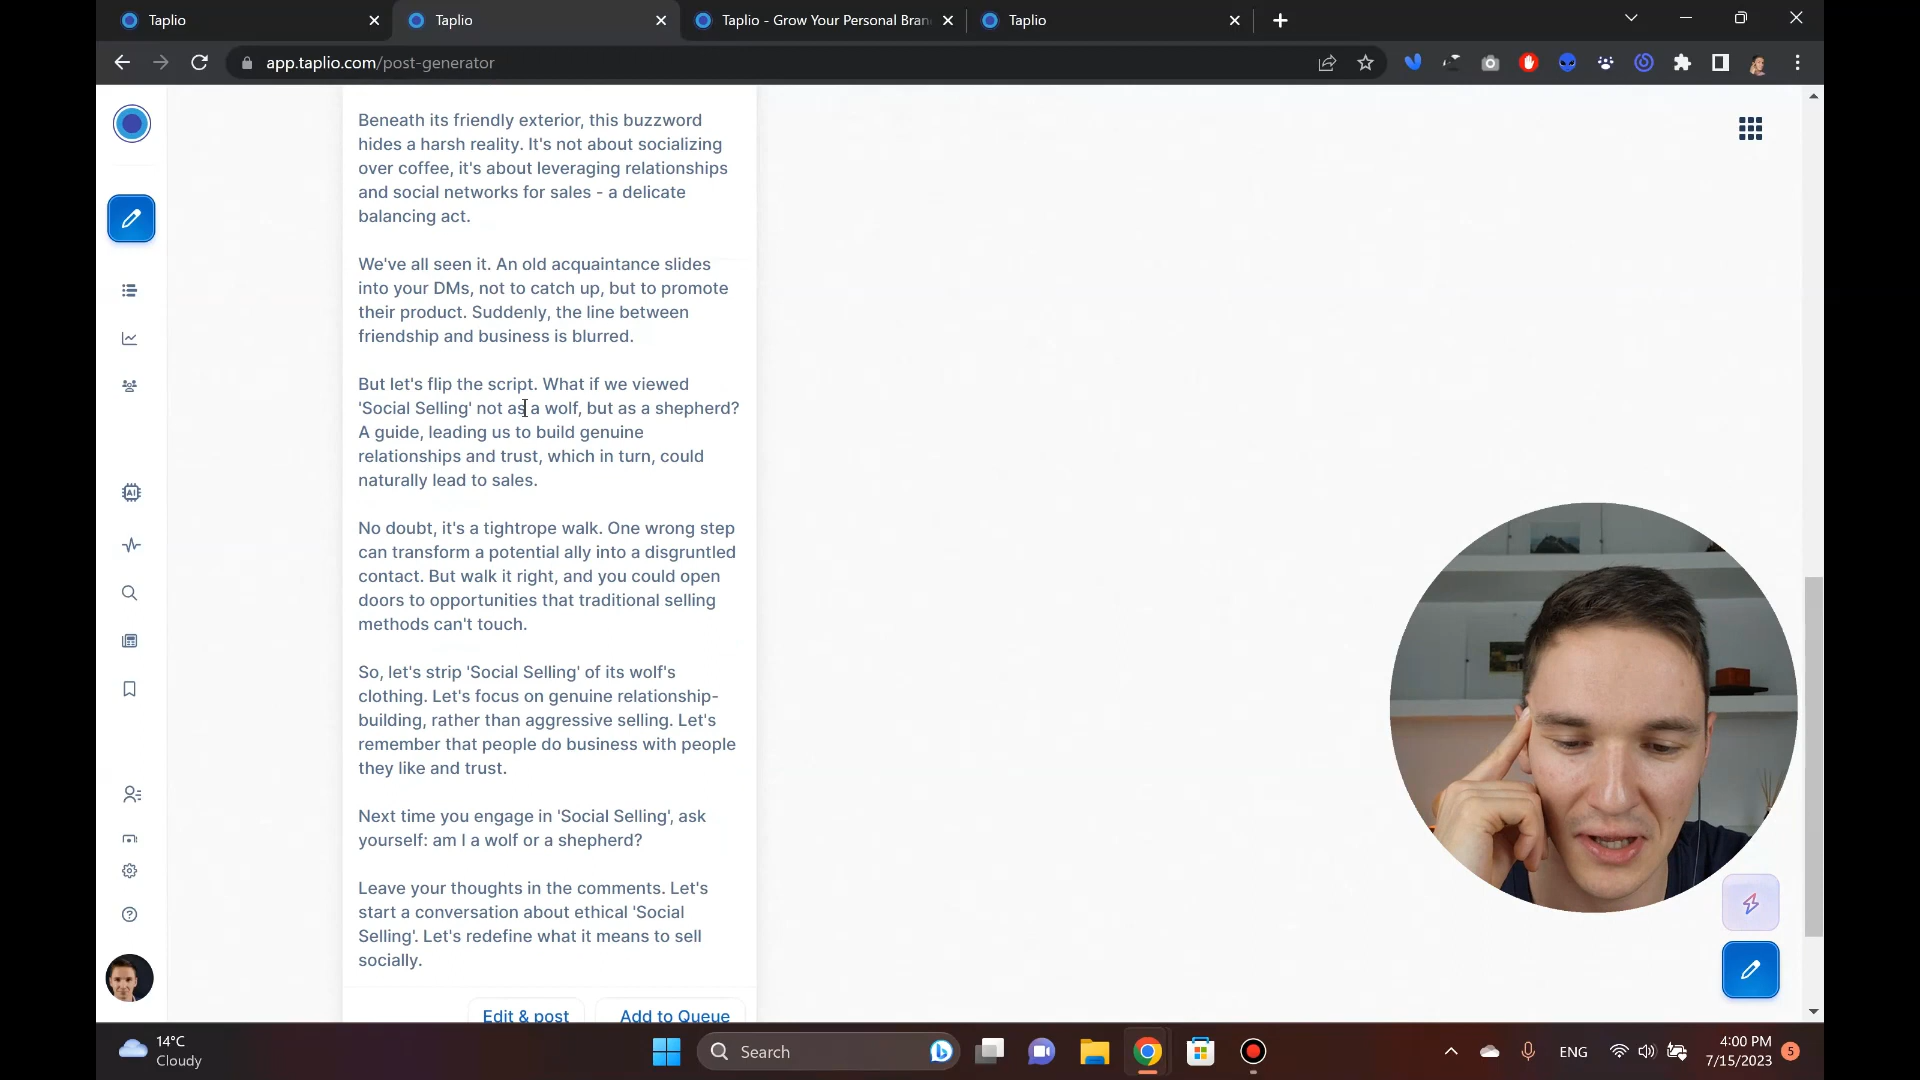 Taplio
Taplio
Taplio - Grow Your Personal Bran
Taplio
app.taplio.com/post-generator
Beneath its friendly exterior, this buzzword
hides a harsh reality. It's not about socializing
over coffee, it's about leveraging relationships
and social networks for sales - a delicate
balancing act.
We've all seen it. An old acquaintance slides
into your DMs, not to catch up, but to promote
their product. Suddenly, the line between
friendship and business is blurred.
But let's flip the script. What if we viewed
'Social Selling' not as a wolf, but as a shepherd?
A guide, leading us to build genuine
relationships and trust, which in turn, could
naturally lead to sales.
No doubt, it's a tightrope walk. One wrong step
can transform a potential ally into a disgruntled
contact. But walk it right, and you could open
doors to opportunities that traditional selling
methods can't touch.
So, let's strip 'Social Selling' of its wolf's
clothing. Let's focus on genuine relationship-
building, rather than aggressive selling. Let's
remember that people do business with people
they like and trust.
Next time you engage in 'Social Selling', ask
yourself: am I a wolf or a shepherd?
Leave your thoughts in the comments. Let's
start a conversation about ethical 'Social
Selling'. Let's redefine what it means to sell
socially.
Edit & post
Add to Queue
AI
14°C
Cloudy
Search
ENG
4:00 PM
7/15/2023
5